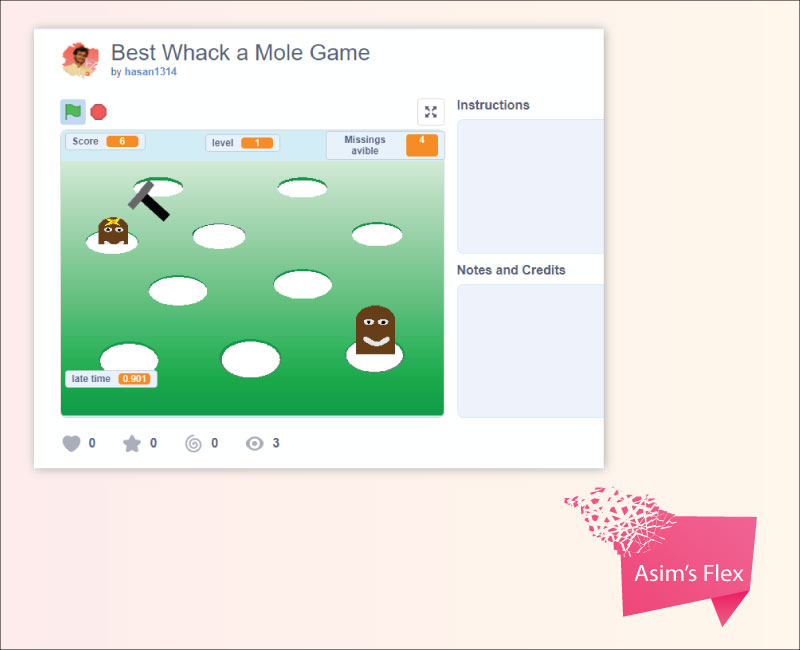 Best Whack a Mole Game
by hasan1314
Instructions
Score 6
level 1
Missings
avible
4
late time 0.901
Notes and Credits
0
0
0
3
Asim's Flex